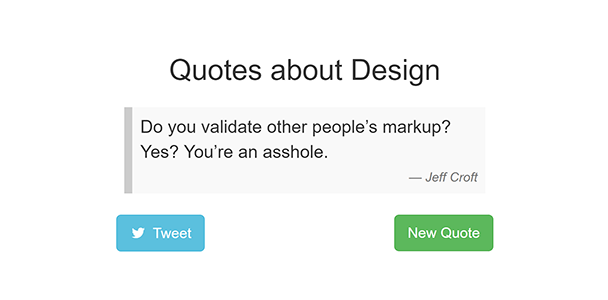 Quotes about Design
Do you validate other people’s markup?
Yes? You’re an asshole.
— Jeff Croft
Tweet
New Quote